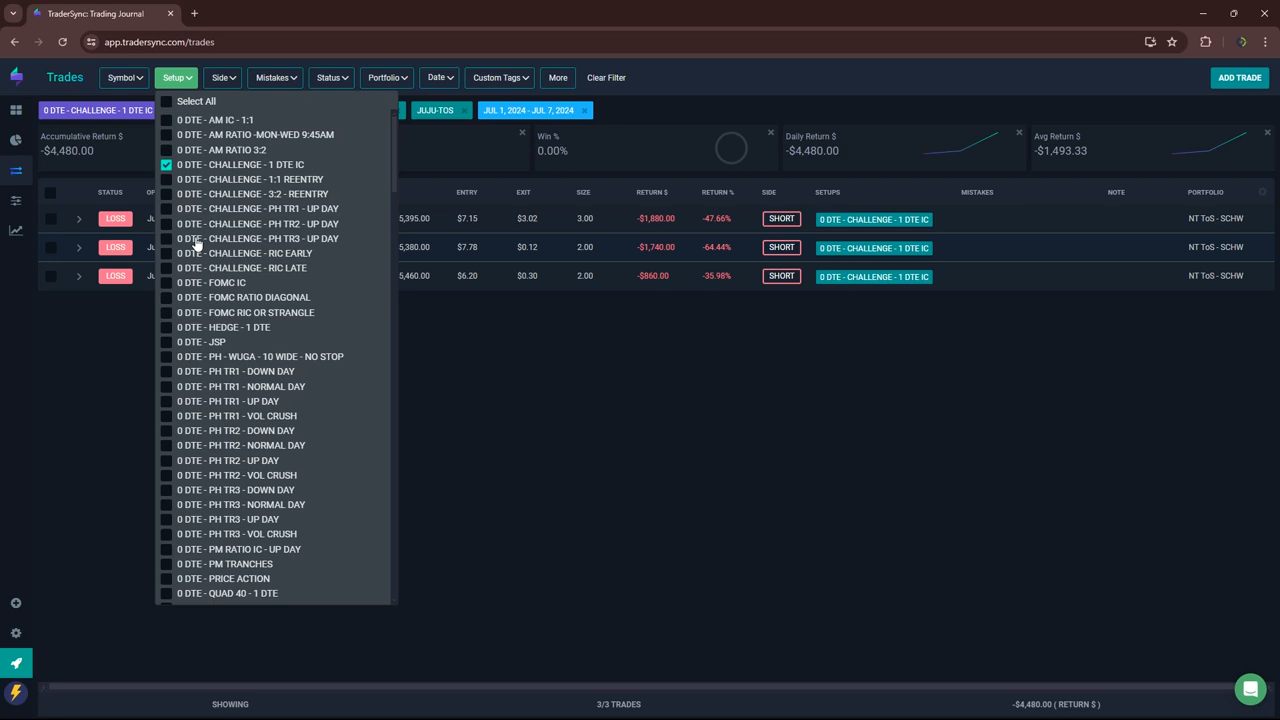 TraderSync: Trading Journal
app.tradersync.com/trades
Trades
Symbol
Setup
Side
Mistakes
Status
Portfolio
Date
Custom Tags
More
Clear Filter
ADD TRADE
0 DTE - CHALLENGE - 1 DTE IC
JUJU-TOS
JUL 1, 2024 - JUL 7, 2024
Accumulative Return $
-$4,480.00
Win %
0.00%
Daily Return $
-$4,480.00
Avg Return $
-$1,493.33
STATUS
ENTRY
EXIT
SIZE
RETURN $
RETURN %
SIDE
SETUPS
MISTAKES
NOTE
PORTFOLIO
LOSS
5,395.00
$7.15
$3.02
3.00
-$1,880.00
-47.66%
SHORT
0 DTE - CHALLENGE - 1 DTE IC
NT ToS - SCHW
LOSS
5,380.00
$7.78
$0.12
2.00
-$1,740.00
-64.44%
SHORT
0 DTE - CHALLENGE - 1 DTE IC
NT ToS - SCHW
LOSS
5,460.00
$6.20
$0.30
2.00
-$860.00
-35.98%
SHORT
0 DTE - CHALLENGE - 1 DTE IC
NT ToS - SCHW
Select All
0 DTE - AM IC - 1:1
0 DTE - AM RATIO -MON-WED 9:45AM
0 DTE - AM RATIO 3:2
0 DTE - CHALLENGE - 1 DTE IC
0 DTE - CHALLENGE - 1:1 REENTRY
0 DTE - CHALLENGE - 3:2 - REENTRY
0 DTE - CHALLENGE - PH TR1 - UP DAY
0 DTE - CHALLENGE - PH TR2 - UP DAY
0 DTE - CHALLENGE - PH TR3 - UP DAY
0 DTE - CHALLENGE - RIC EARLY
0 DTE - CHALLENGE - RIC LATE
0 DTE - FOMC IC
0 DTE - FOMC RATIO DIAGONAL
0 DTE - FOMC RIC OR STRANGLE
0 DTE - HEDGE - 1 DTE
0 DTE - JSP
0 DTE - PH - WUGA - 10 WIDE - NO STOP
0 DTE - PH TR1 - DOWN DAY
0 DTE - PH TR1 - NORMAL DAY
0 DTE - PH TR1 - UP DAY
0 DTE - PH TR1 - VOL CRUSH
0 DTE - PH TR2 - DOWN DAY
0 DTE - PH TR2 - NORMAL DAY
0 DTE - PH TR2 - UP DAY
0 DTE - PH TR2 - VOL CRUSH
0 DTE - PH TR3 - DOWN DAY
0 DTE - PH TR3 - NORMAL DAY
0 DTE - PH TR3 - UP DAY
0 DTE - PH TR3 - VOL CRUSH
0 DTE - PM RATIO IC - UP DAY
0 DTE - PM TRANCHES
0 DTE - PRICE ACTION
0 DTE - QUAD 40 - 1 DTE
SHOWING
3/3 TRADES
-$4,480.00 ( RETURN $ )